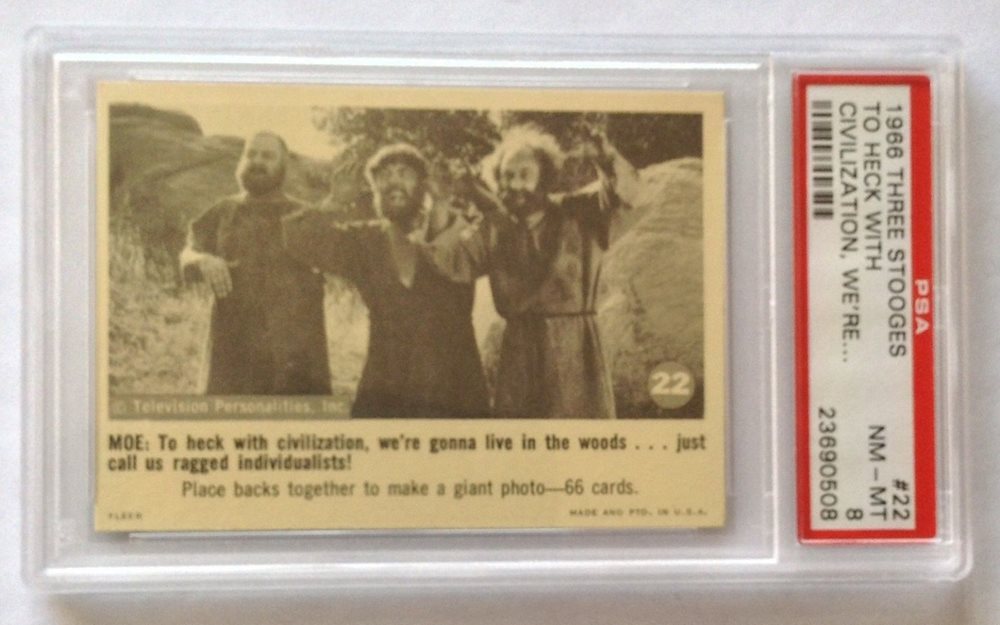 22
© Television Personalities, Inc.
MOE: To heck with civilization, we're gonna live in the woods . . . just
call us ragged individualists!
Place backs together to make a giant photo—66 cards.
FLEER
MADE AND PTD. IN U.S.A.
PSA
1966 THREE STOOGES #22
TO HECK WITH NM - MT
CIVILIZATION, WE'RE... 8
23690508